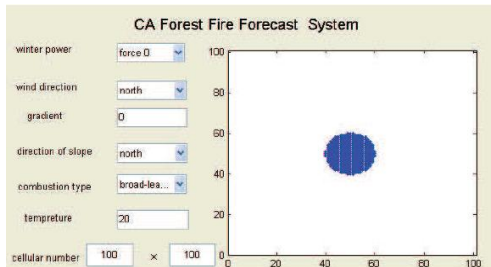 CA Forest Fire Forecast System
winter power force 0
wind direction north
gradient 0
direction of slope north
combustion type broad-lea...
tempreture 20
cellular number 100 × 100
100
80
60
40
20
0
0 20 40 60 80 100